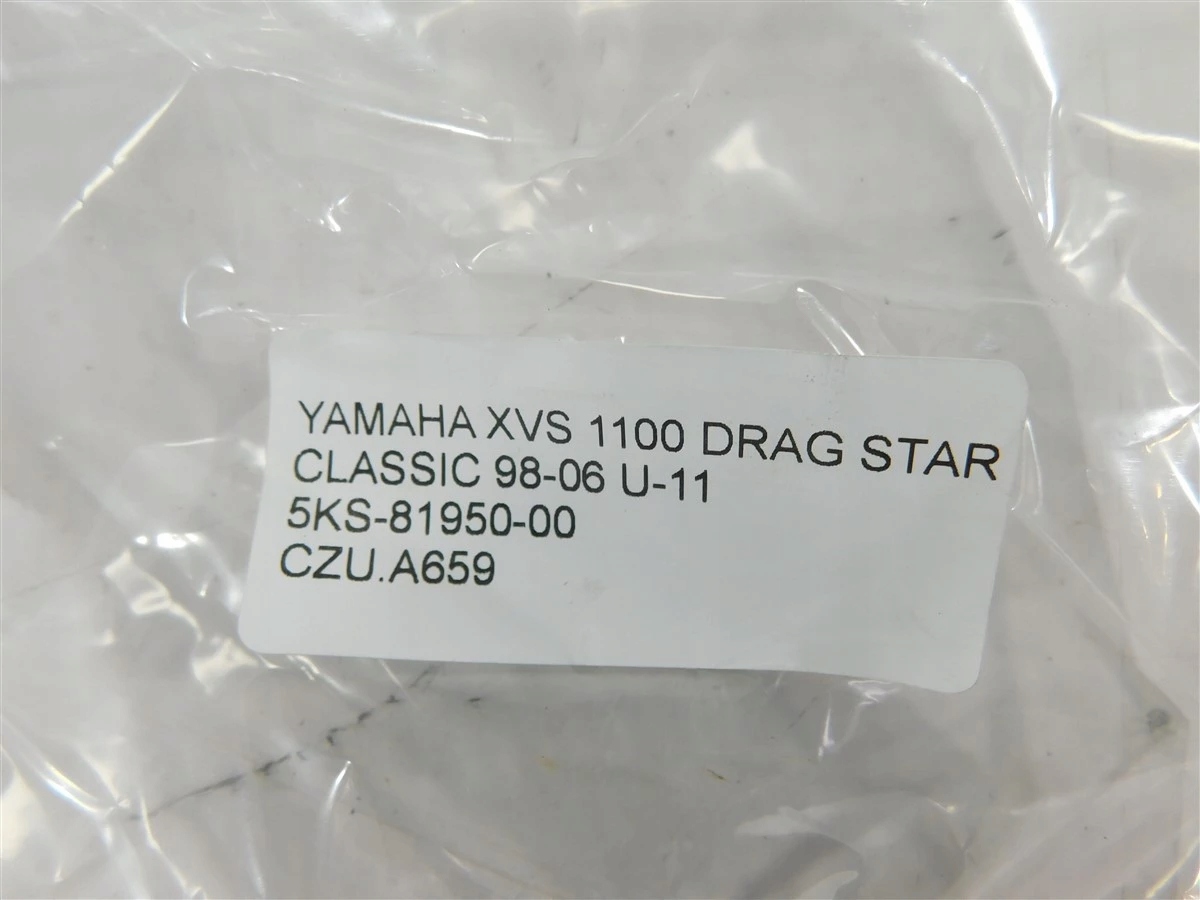 YAMAHA XVS 1100 DRAG STAR
CLASSIC 98-06 U-11
5KS-81950-00
CZU.A659